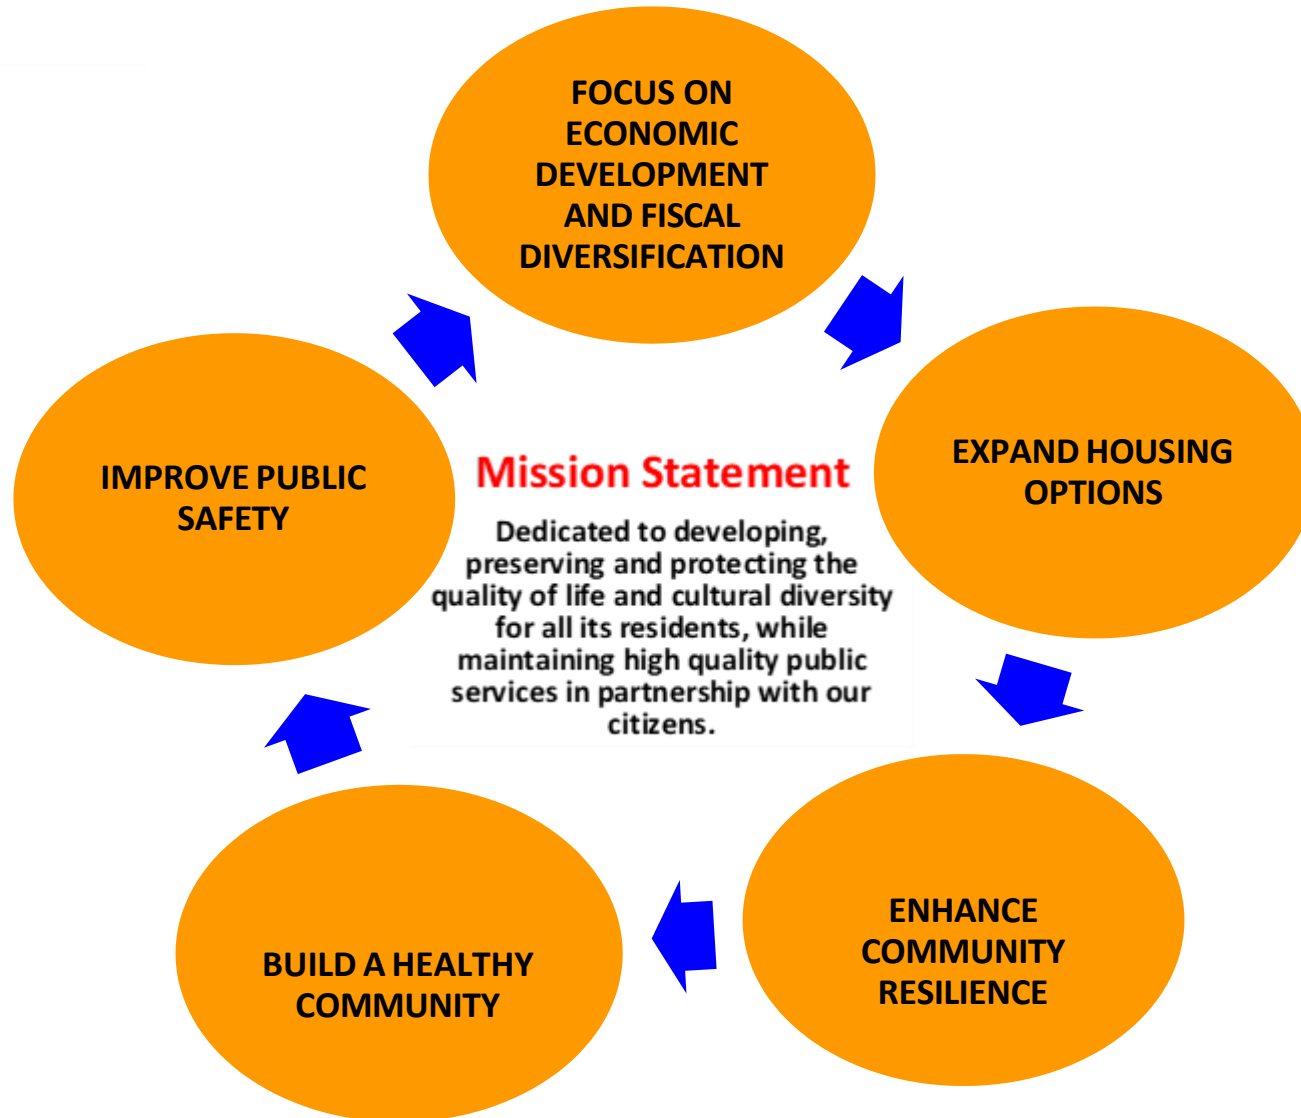 FOCUS ON
ECONOMIC
DEVELOPMENT
AND FISCAL
DIVERSIFICATION
EXPAND HOUSING
OPTIONS
ENHANCE
COMMUNITY
RESILIENCE
BUILD A HEALTHY
COMMUNITY
IMPROVE PUBLIC
SAFETY
Mission Statement
Dedicated to developing,
preserving and protecting the
quality of life and cultural diversity
for all its residents, while
maintaining high quality public
services in partnership with our
citizens.